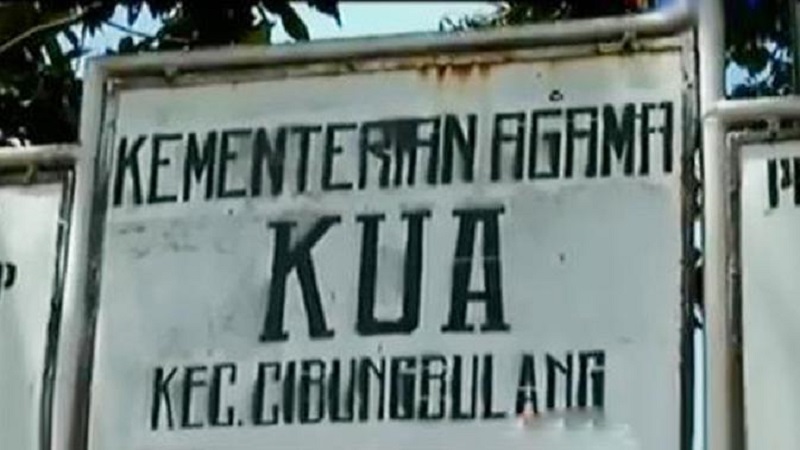 KEMENTERIAN AGAMA
KUA
KEC. CIBUNGBULANG
P